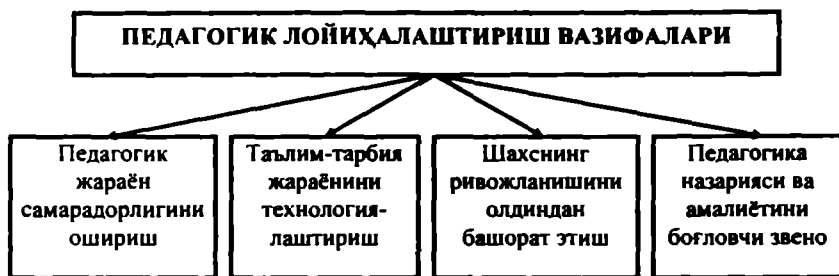 ПЕДАГОГИК ЛОЙИҲАЛАШТИРИШ ВАЗИФАЛАРИ
Педагогик
жараён
самарадорлигини
ошириш
Таълим-тарбия
жараёнини
технология-
лаштириш
Шахснинг
ривожланишини
олдиндан
башорат этиш
Педагогика
назарияси ва
амалиётини
боғловчи звено